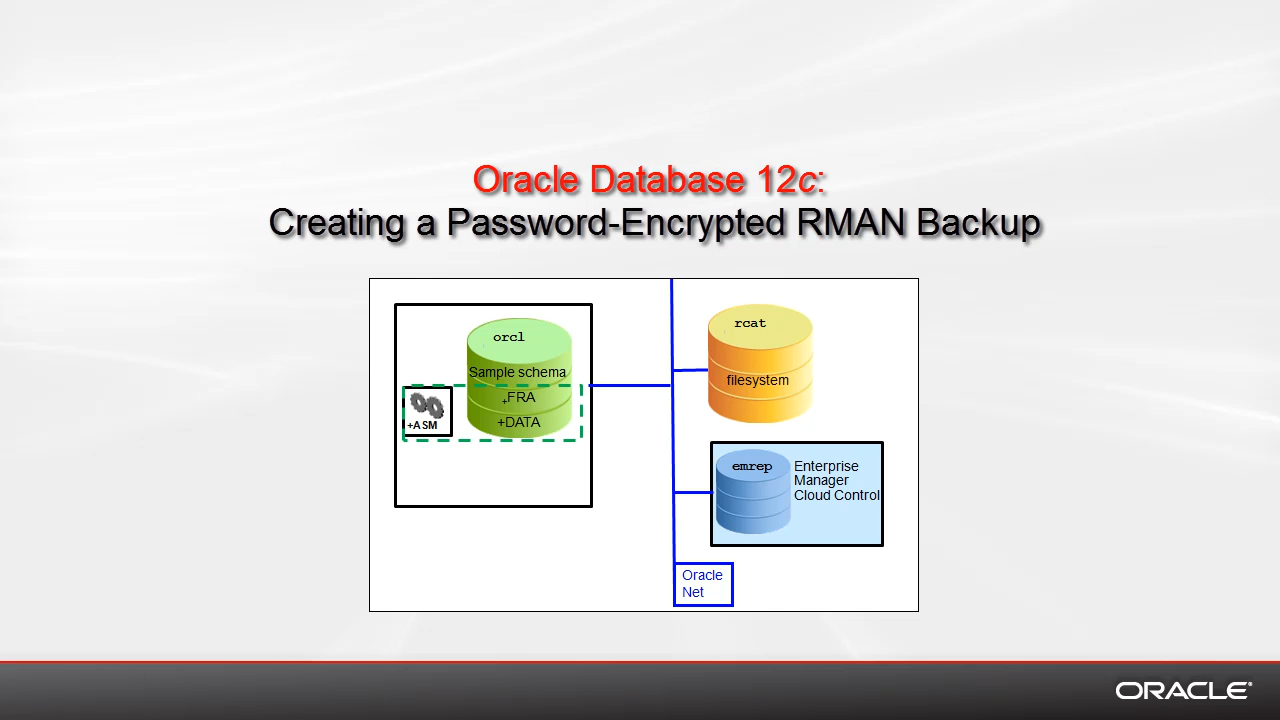 Oracle Database 12c:
Creating a Password-Encrypted RMAN Backup
orcl
Sample schema
+FRA
+DATA
+ASM
rcat
filesystem
emrep
Enterprise
Manager
Cloud Control
Oracle
Net
ORACLE®